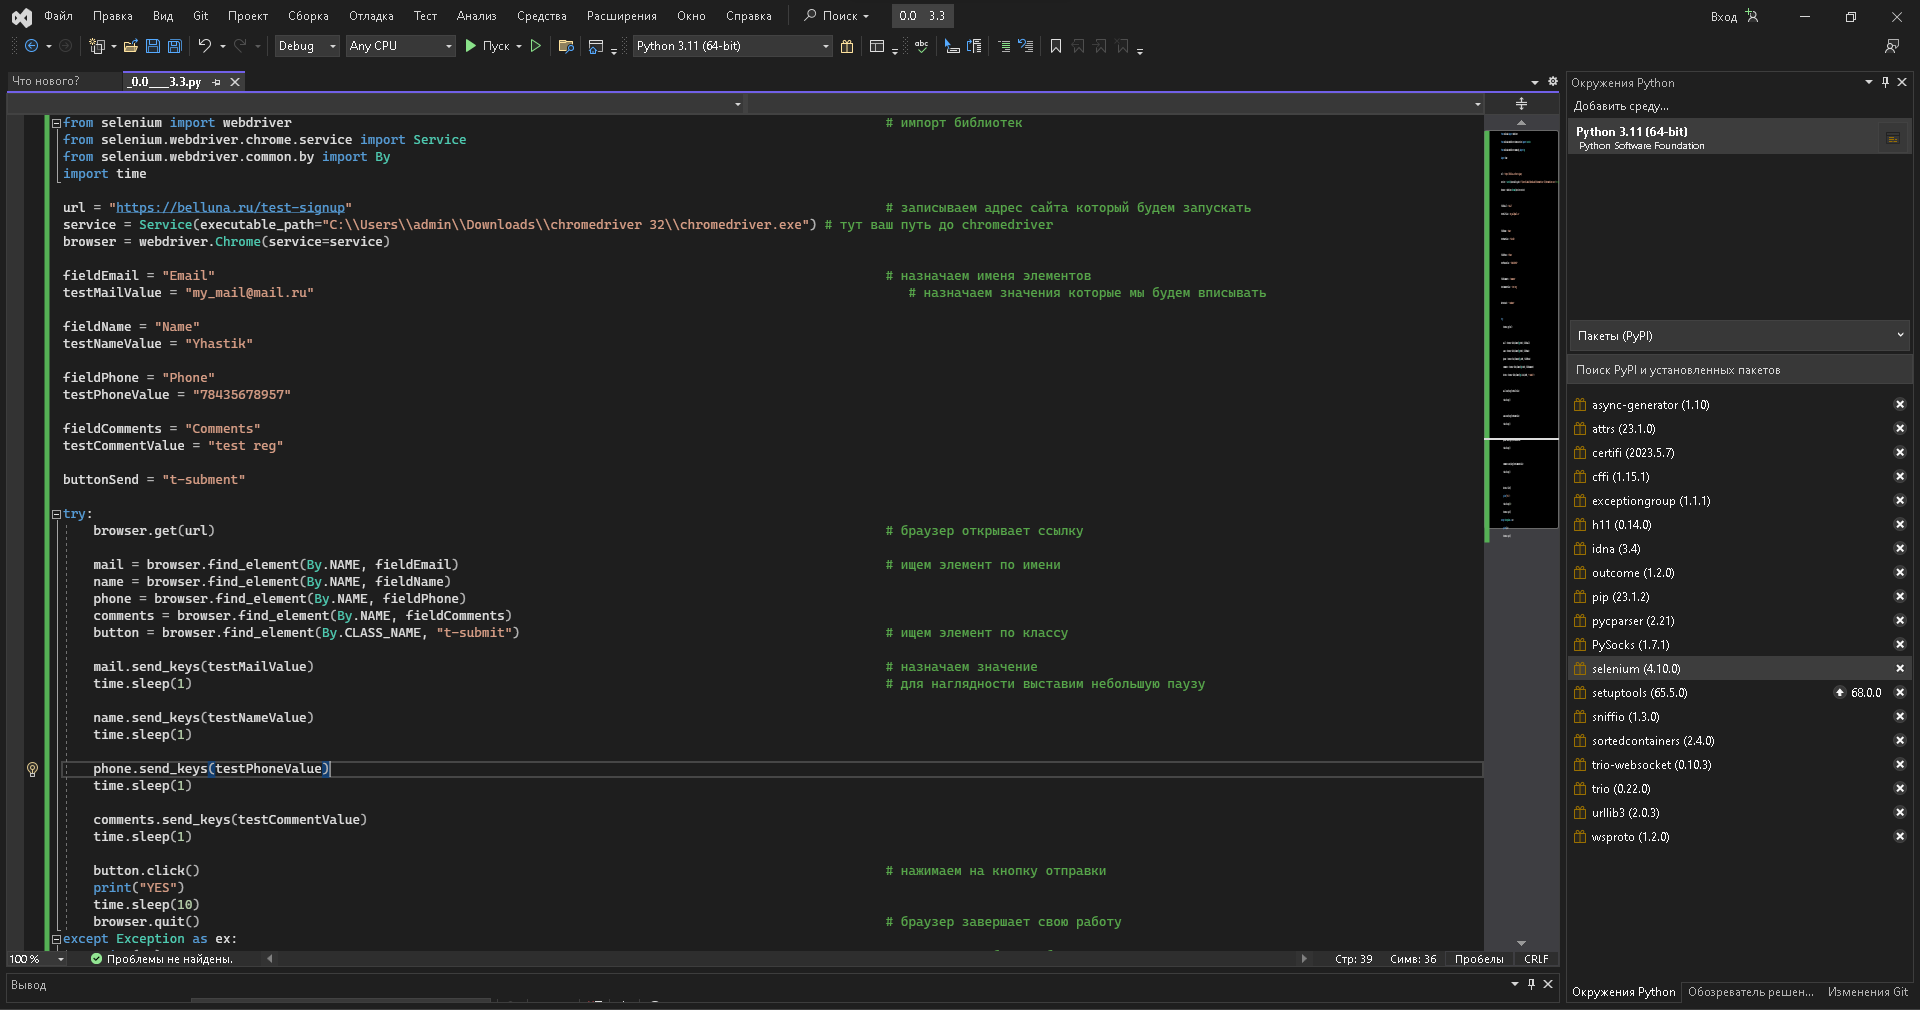 Файл Правка Вид Git Проект Сборка Отладка Тест Анализ Средства Расширения Окно Справка Поиск 0.0 3.3 Вход
Debug Any CPU Пуск Python 3.11 (64-bit) abc
Что нового? _0.0___3.3.py
from selenium import webdriver # импорт библиотек
from selenium.webdriver.chrome.service import Service
from selenium.webdriver.common.by import By
import time
url = "https://belluna.ru/test-signup" # записываем адрес сайта который будем запускать
service = Service(executable_path="C:\\Users\\admin\\Downloads\\chromedriver 32\\chromedriver.exe") # тут ваш путь до chromedriver
browser = webdriver.Chrome(service=service)
fieldEmail = "Email" # назначаем именя элементов
testMailValue = "my_mail@mail.ru" # назначаем значения которые мы будем вписывать
fieldName = "Name"
testNameValue = "Yhastik"
fieldPhone = "Phone"
testPhoneValue = "78435678957"
fieldComments = "Comments"
testCommentValue = "test reg"
buttonSend = "t-subment"
try:
browser.get(url) # браузер открывает ссылку
mail = browser.find_element(By.NAME, fieldEmail) # ищем элемент по имени
name = browser.find_element(By.NAME, fieldName)
phone = browser.find_element(By.NAME, fieldPhone)
comments = browser.find_element(By.NAME, fieldComments)
button = browser.find_element(By.CLASS_NAME, "t-submit") # ищем элемент по классу
mail.send_keys(testMailValue) # назначаем значение
time.sleep(1) # для наглядности выставим небольшую паузу
name.send_keys(testNameValue)
time.sleep(1)
phone.send_keys(testPhoneValue)
time.sleep(1)
comments.send_keys(testCommentValue)
time.sleep(1)
button.click() # нажимаем на кнопку отправки
print("YES")
time.sleep(10)
browser.quit() # браузер завершает свою работу
except Exception as ex:
100 % Проблемы не найдены. Стр: 39 Симв: 36 Пробелы CRLF
Вывод
Окружения Python
Добавить среду...
Python 3.11 (64-bit)
Python Software Foundation
Пакеты (PyPI)
Поиск PyPI и установленных пакетов
async-generator (1.10)
attrs (23.1.0)
certifi (2023.5.7)
cffi (1.15.1)
exceptiongroup (1.1.1)
h11 (0.14.0)
idna (3.4)
outcome (1.2.0)
pip (23.1.2)
pycparser (2.21)
PySocks (1.7.1)
selenium (4.10.0)
setuptools (65.5.0) 68.0.0
sniffio (1.3.0)
sortedcontainers (2.4.0)
trio-websocket (0.10.3)
trio (0.22.0)
urllib3 (2.0.3)
wsproto (1.2.0)
Окружения Python Обозреватель решен... Изменения Git